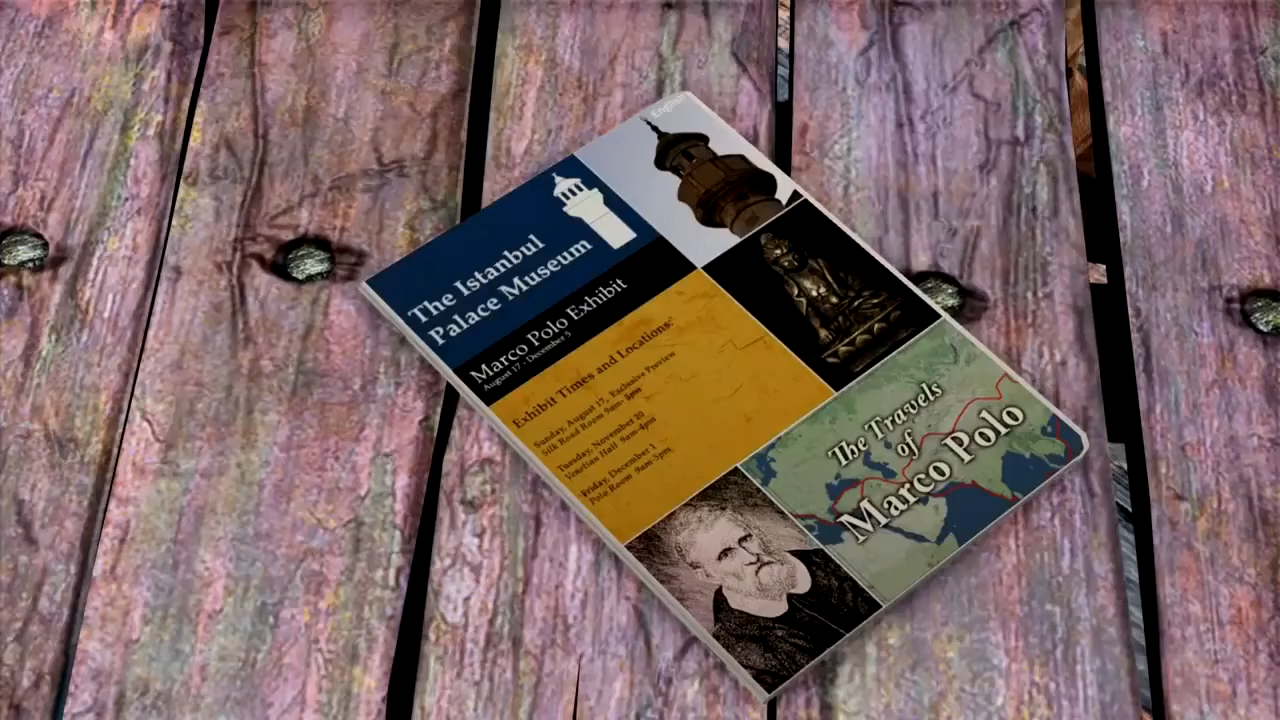 English
The Istanbul
Palace Museum
Marco Polo Exhibit
August 17 - December 5
Exhibit Times and Locations:
Sunday, August 17, Exclusive Preview
Silk Road Room 9am- 5pm
Tuesday, November 20
Venetian Hall 9am-4pm
Friday, December 1
Polo Room 9am-5pm
The Travels
of
Marco Polo